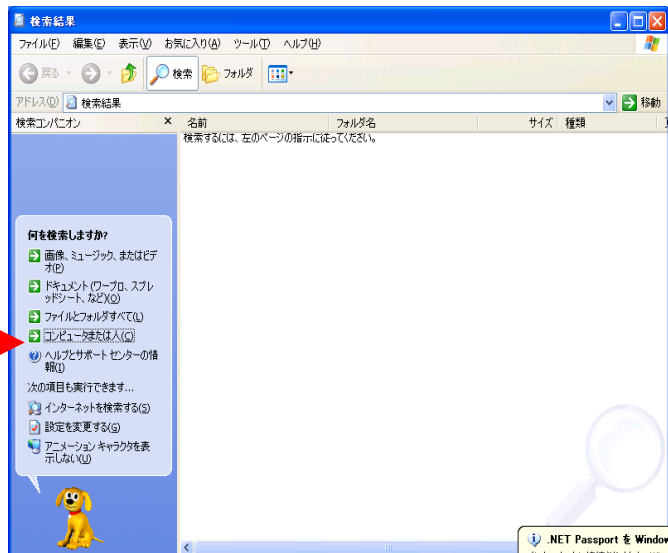 検索結果
ファイル(F) 編集(E) 表示(V) お気に入り(A) ツール(T) ヘルプ(H)
戻る 検索 フォルダ
アドレス(D) 検索結果 移動
検索コンパニオン × 名前 フォルダ名 サイズ 種類
検索するには、左のページの指示に従ってください。
何を検索しますか?
画像、ミュージック、またはビデ
オ(P)
ドキュメント (ワープロ、スプレ
ッドシート、など)(O)
ファイルとフォルダすべて(L)
コンピュータまたは人(C)
ヘルプとサポート センターの情
報(I)
次の項目も実行できます...
インターネットを検索する(S)
設定を変更する(G)
アニメーション キャラクタを表
示しない(U)
.NET Passport を Window